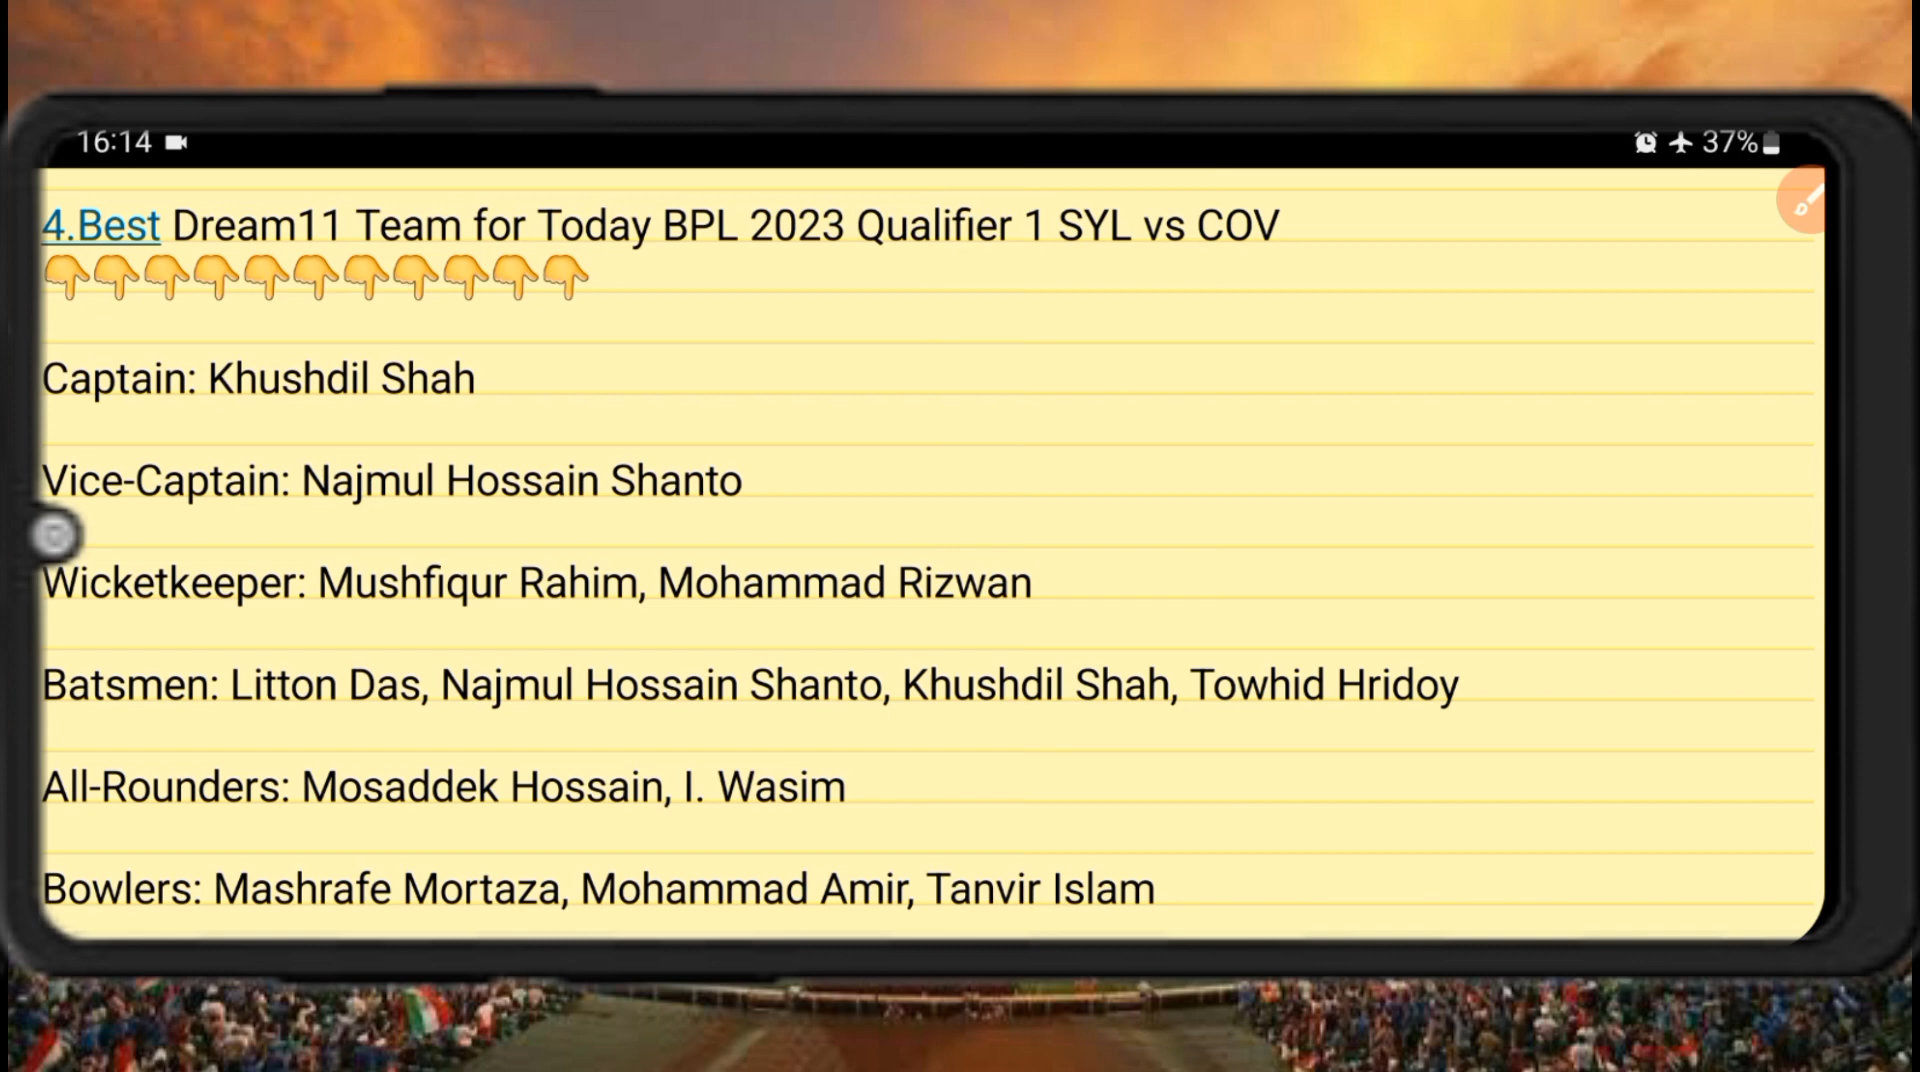 16:14
37%
4.Best Dream11 Team for Today BPL 2023 Qualifier 1 SYL vs COV
👇👇👇👇👇👇👇👇👇👇👇
Captain: Khushdil Shah
Vice-Captain: Najmul Hossain Shanto
Wicketkeeper: Mushfiqur Rahim, Mohammad Rizwan
Batsmen: Litton Das, Najmul Hossain Shanto, Khushdil Shah, Towhid Hridoy
All-Rounders: Mosaddek Hossain, I. Wasim
Bowlers: Mashrafe Mortaza, Mohammad Amir, Tanvir Islam